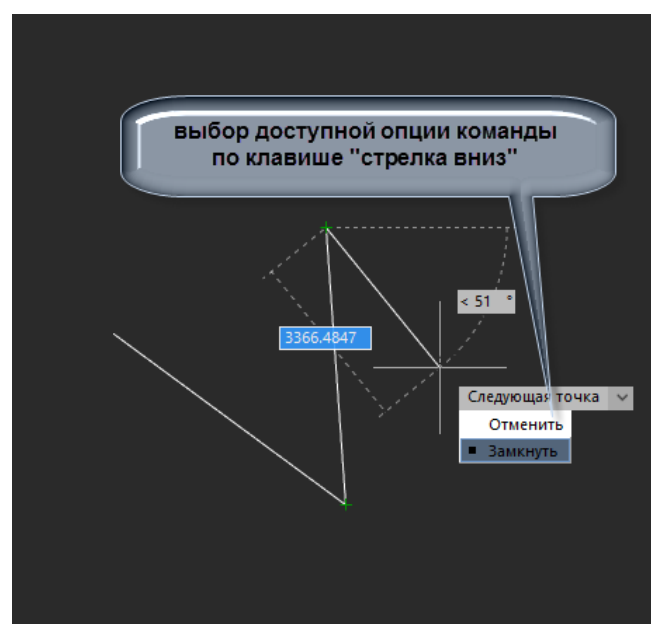 выбор доступной опции команды
по клавише "стрелка вниз"
< 51 °
3366.4847
Следующая точка
Отменить
Замкнуть